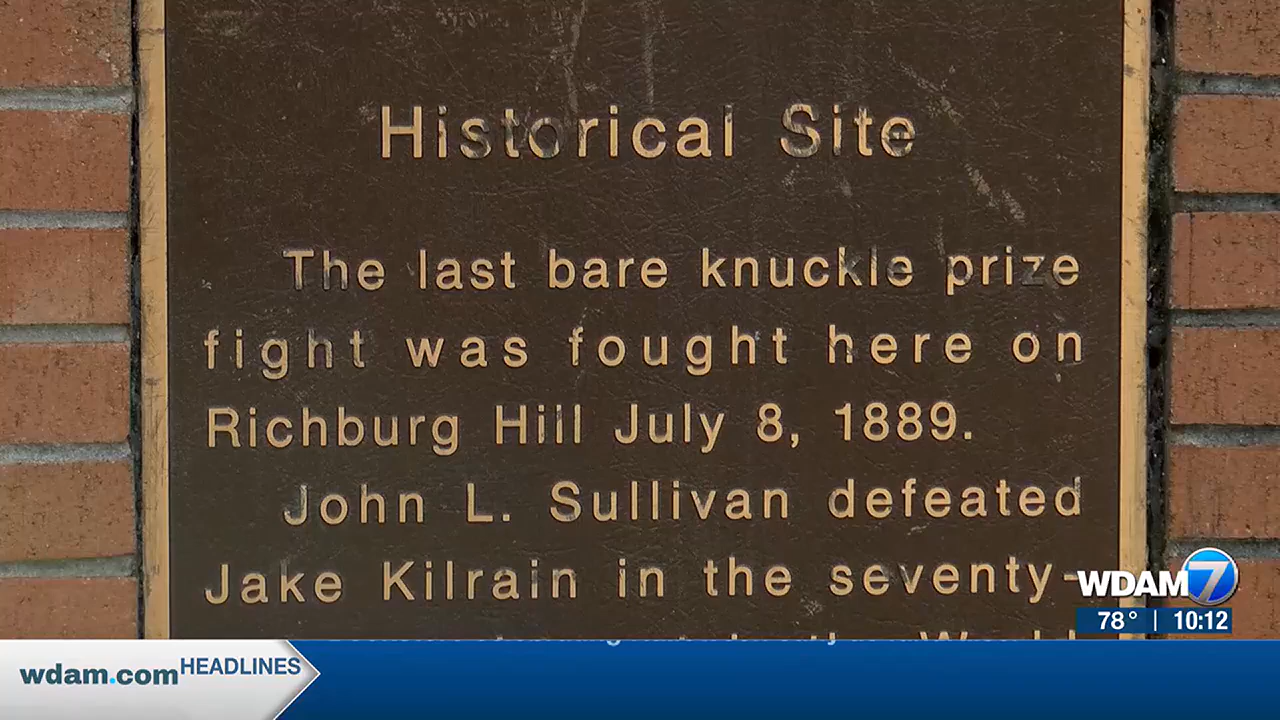 Historical Site
The last bare knuckle prize
fight was fought here on
Richburg Hill July 8, 1889.
John L. Sullivan defeated
Jake Kilrain in the seventy-
WDAM 7
78° | 10:12
wdam.com HEADLINES